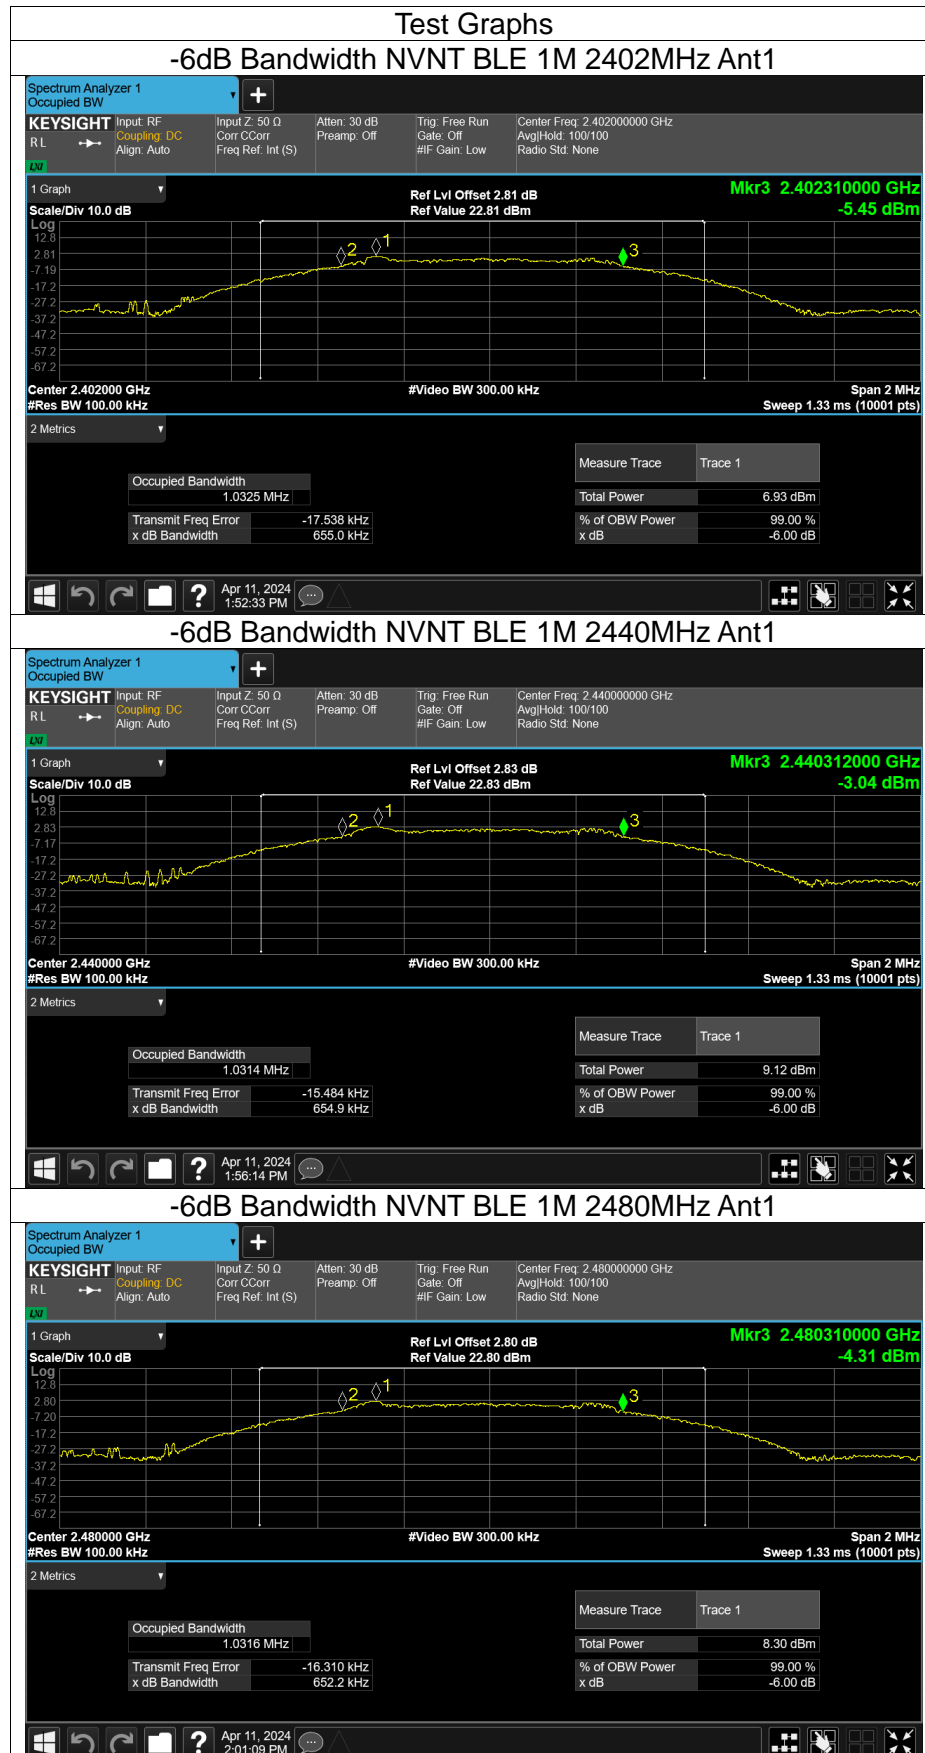 Test Graphs
-6dB Bandwidth NVNT BLE 1M 2402MHz Ant1
Spectrum Analyzer 1
Occupied BW
KEYSIGHT Input: RF Input Z: 50 Ω Atten: 30 dB Trig: Free Run Center Freq: 2.402000000 GHz
RL Coupling: DC Corr CCorr Preamp: Off Gate: Off Avg|Hold: 100/100
Align: Auto Freq Ref: Int (S) #IF Gain: Low Radio Std: None
LXI
1 Graph Ref Lvl Offset 2.81 dB Mkr3 2.402310000 GHz
Scale/Div 10.0 dB Ref Value 22.81 dBm -5.45 dBm
Log
12.8
2.81
-7.19
-17.2
-27.2
-37.2
-47.2
-57.2
-67.2
2 1 3
Center 2.402000 GHz #Video BW 300.00 kHz Span 2 MHz
#Res BW 100.00 kHz Sweep 1.33 ms (10001 pts)
2 Metrics
Measure Trace Trace 1
Occupied Bandwidth
1.0325 MHz Total Power 6.93 dBm
Transmit Freq Error -17.538 kHz % of OBW Power 99.00 %
x dB Bandwidth 655.0 kHz x dB -6.00 dB
Apr 11, 2024
1:52:33 PM
-6dB Bandwidth NVNT BLE 1M 2440MHz Ant1
Spectrum Analyzer 1
Occupied BW
KEYSIGHT Input: RF Input Z: 50 Ω Atten: 30 dB Trig: Free Run Center Freq: 2.440000000 GHz
RL Coupling: DC Corr CCorr Preamp: Off Gate: Off Avg|Hold: 100/100
Align: Auto Freq Ref: Int (S) #IF Gain: Low Radio Std: None
LXI
1 Graph Ref Lvl Offset 2.83 dB Mkr3 2.440312000 GHz
Scale/Div 10.0 dB Ref Value 22.83 dBm -3.04 dBm
Log
12.8
2.83
-7.17
-17.2
-27.2
-37.2
-47.2
-57.2
-67.2
2 1 3
Center 2.440000 GHz #Video BW 300.00 kHz Span 2 MHz
#Res BW 100.00 kHz Sweep 1.33 ms (10001 pts)
2 Metrics
Measure Trace Trace 1
Occupied Bandwidth
1.0314 MHz Total Power 9.12 dBm
Transmit Freq Error -15.484 kHz % of OBW Power 99.00 %
x dB Bandwidth 654.9 kHz x dB -6.00 dB
Apr 11, 2024
1:56:14 PM
-6dB Bandwidth NVNT BLE 1M 2480MHz Ant1
Spectrum Analyzer 1
Occupied BW
KEYSIGHT Input: RF Input Z: 50 Ω Atten: 30 dB Trig: Free Run Center Freq: 2.480000000 GHz
RL Coupling: DC Corr CCorr Preamp: Off Gate: Off Avg|Hold: 100/100
Align: Auto Freq Ref: Int (S) #IF Gain: Low Radio Std: None
LXI
1 Graph Ref Lvl Offset 2.80 dB Mkr3 2.480310000 GHz
Scale/Div 10.0 dB Ref Value 22.80 dBm -4.31 dBm
Log
12.8
2.80
-7.20
-17.2
-27.2
-37.2
-47.2
-57.2
-67.2
2 1 3
Center 2.480000 GHz #Video BW 300.00 kHz Span 2 MHz
#Res BW 100.00 kHz Sweep 1.33 ms (10001 pts)
2 Metrics
Measure Trace Trace 1
Occupied Bandwidth
1.0316 MHz Total Power 8.30 dBm
Transmit Freq Error -16.310 kHz % of OBW Power 99.00 %
x dB Bandwidth 652.2 kHz x dB -6.00 dB
Apr 11, 2024
2:01:09 PM